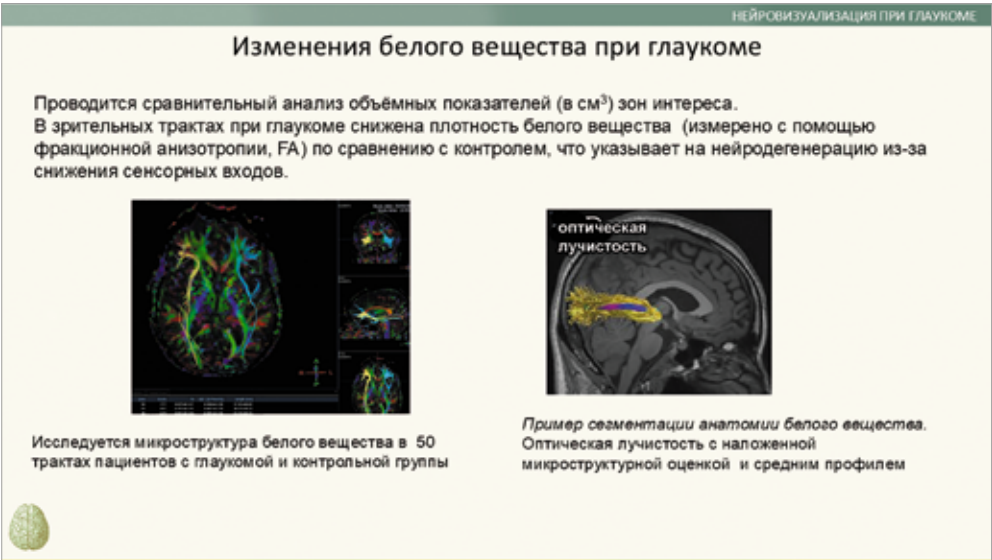 НЕЙРОВИЗУАЛИЗАЦИЯ ПРИ ГЛАУКОМЕ
Изменения белого вещества при глаукоме
Проводится сравнительный анализ объёмных показателей (в см³) зон интереса.
В зрительных трактах при глаукоме снижена плотность белого вещества (измерено с помощью
фракционной анизотропии, FA) по сравнению с контролем, что указывает на нейродегенерацию из-за
снижения сенсорных входов.
оптическая
лучистость
Исследуется микроструктура белого вещества в 50
трактах пациентов с глаукомой и контрольной группы
Пример сегментации анатомии белого вещества.
Оптическая лучистость с наложенной
микроструктурной оценкой и средним профилем